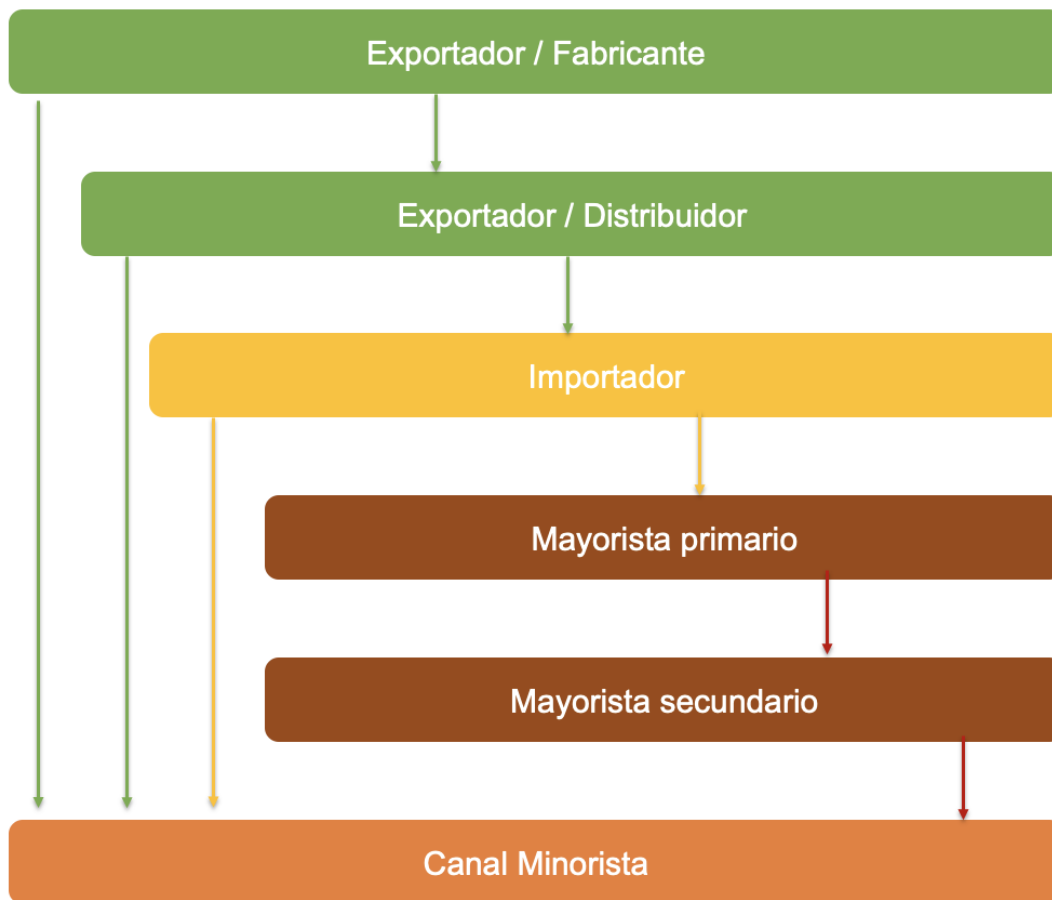 Exportador / Fabricante
Exportador / Distribuidor
Importador
Mayorista primario
Mayorista secundario
Canal Minorista